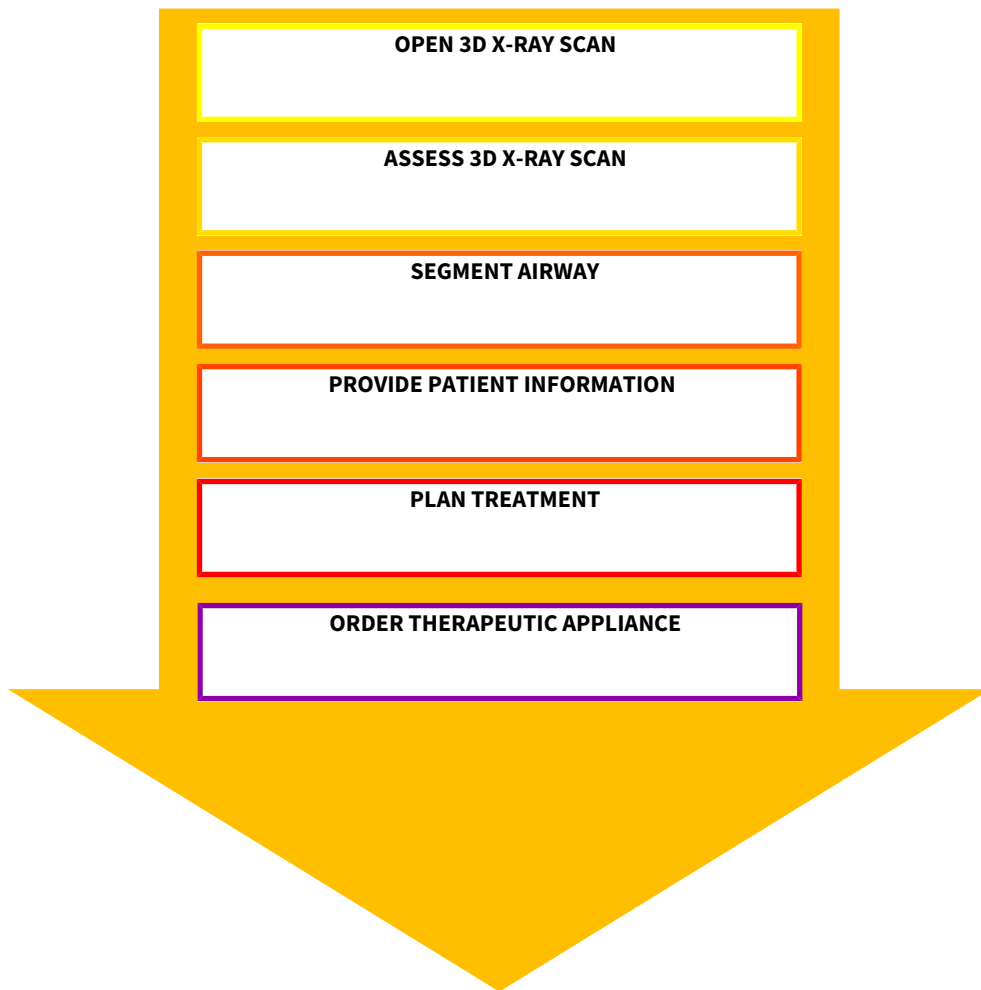 OPEN 3D X-RAY SCAN
ASSESS 3D X-RAY SCAN
SEGMENT AIRWAY
PROVIDE PATIENT INFORMATION
PLAN TREATMENT
ORDER THERAPEUTIC APPLIANCE